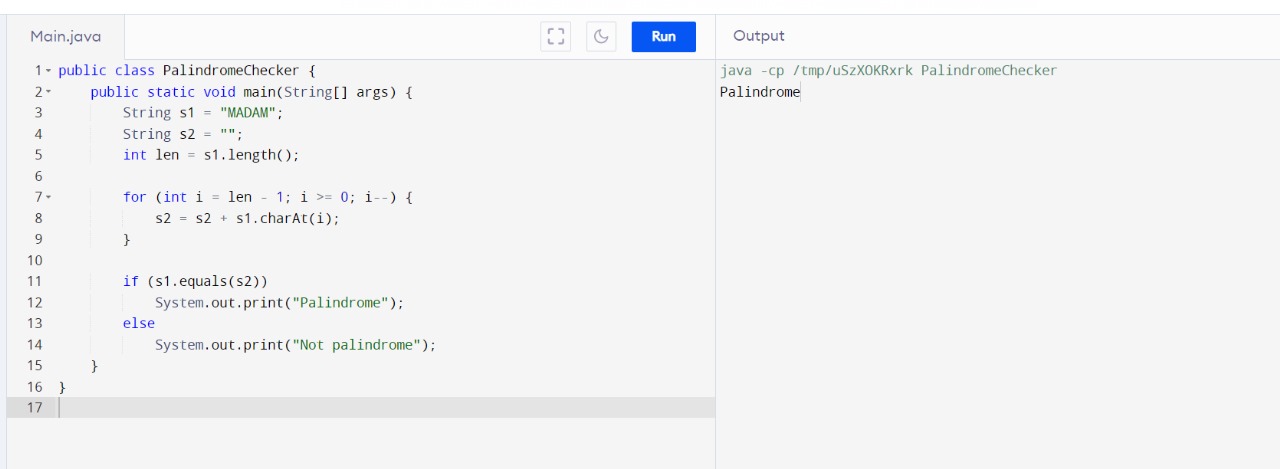 Main.java
Run
Output
1 public class PalindromeChecker {
2     public static void main(String[] args) {
3         String s1 = "MADAM";
4         String s2 = "";
5         int len = s1.length();
6
7         for (int i = len - 1; i >= 0; i--) {
8             s2 = s2 + s1.charAt(i);
9         }
10
11         if (s1.equals(s2))
12             System.out.print("Palindrome");
13         else
14             System.out.print("Not palindrome");
15     }
16 }
17
java -cp /tmp/uSzXOKRxrk PalindromeChecker
Palindrome